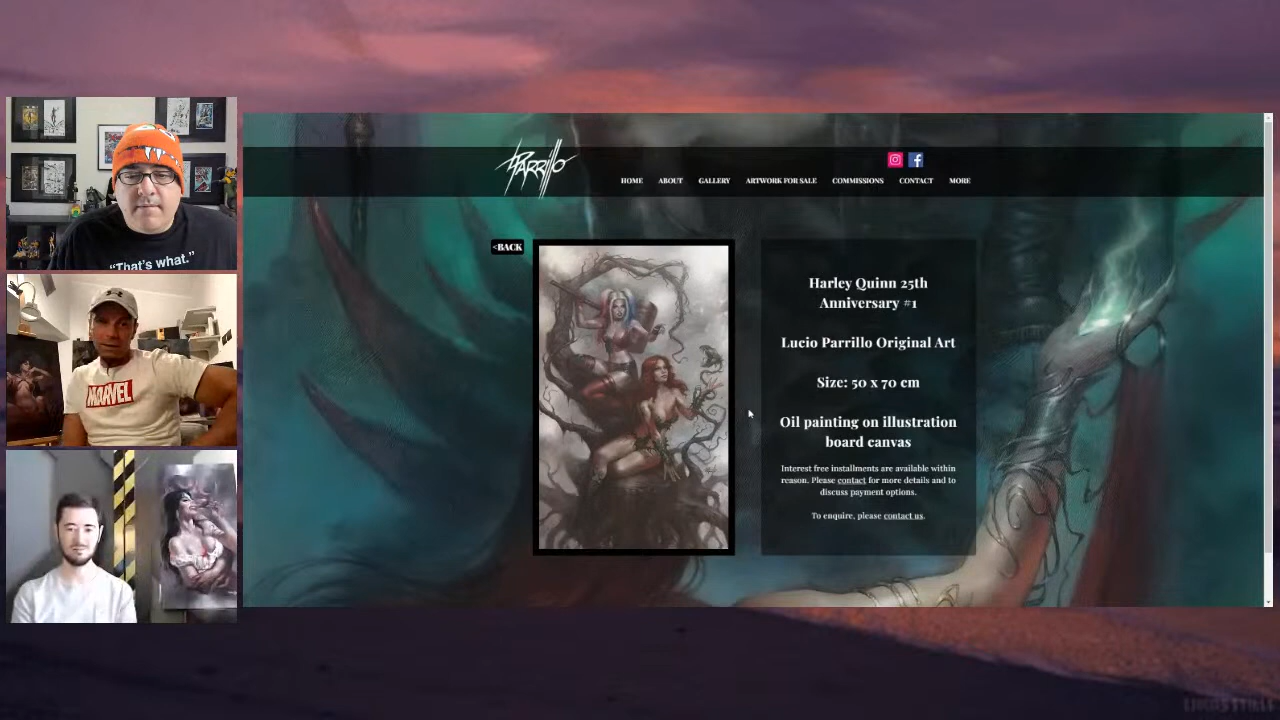 "That's what."
MARVEL
PARRILLO
HOME ABOUT GALLERY ARTWORK FOR SALE COMMISSIONS CONTACT MORE
<BACK
Harley Quinn 25th
Anniversary #1
Lucio Parrillo Original Art
Size: 50 x 70 cm
Oil painting on illustration
board canvas
Interest free installments are available within
reason. Please contact for more details and to
discuss payment options.
To enquire, please contact us.